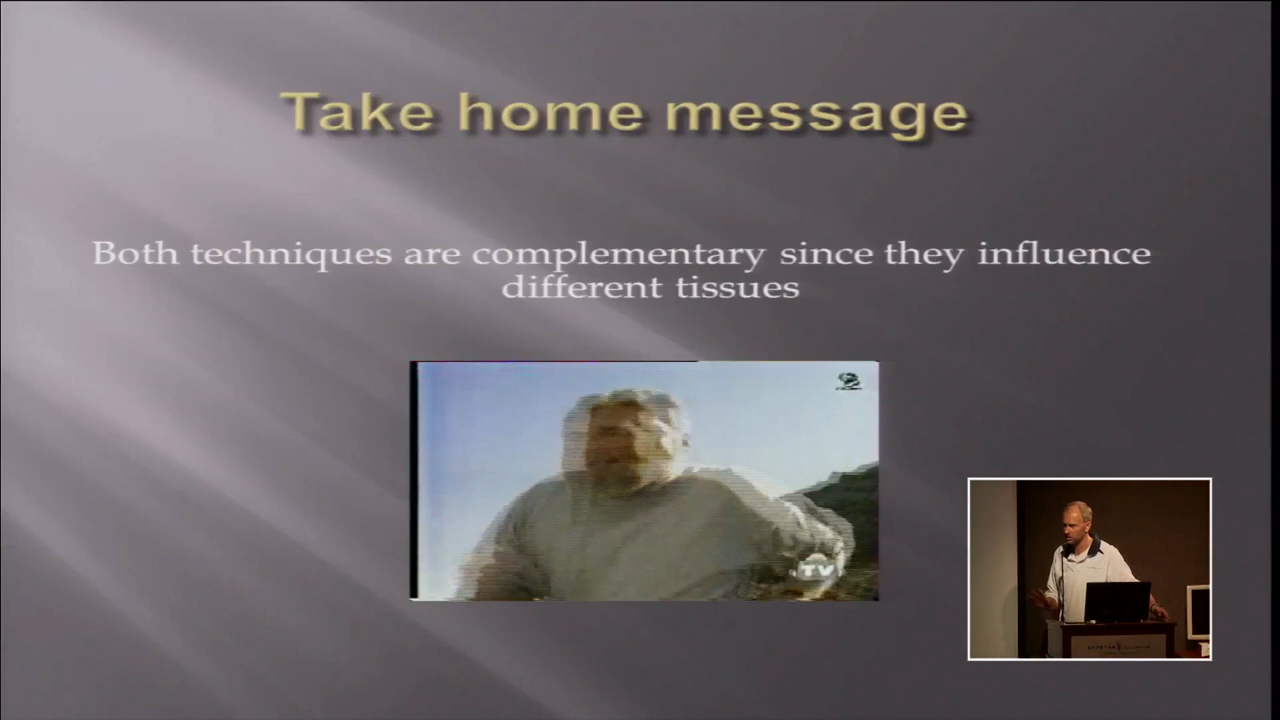 Take home message
Both techniques are complementary since they influence
different tissues
TV